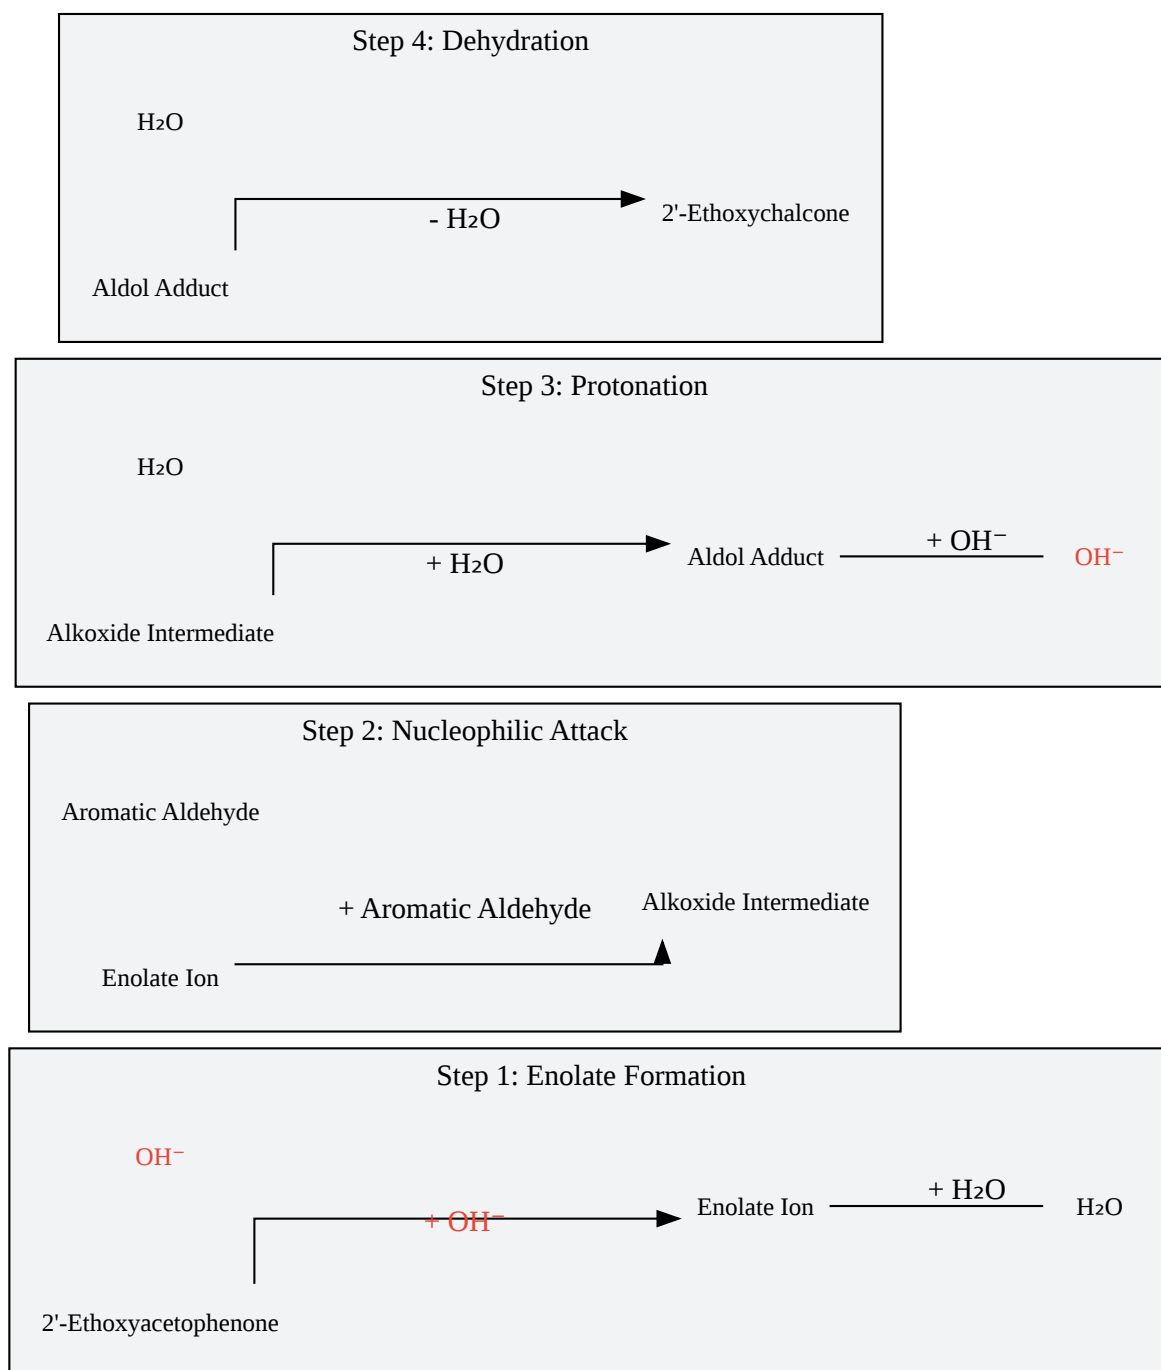 Step 4: Dehydration
H₂O
- H₂O
2'-Ethoxychalcone
Aldol Adduct
Step 3: Protonation
H₂O
+ H₂O
Aldol Adduct
+ OH⁻
OH⁻
Alkoxide Intermediate
Step 2: Nucleophilic Attack
Aromatic Aldehyde
+ Aromatic Aldehyde
Alkoxide Intermediate
Enolate Ion
Step 1: Enolate Formation
OH⁻
+ OH⁻
Enolate Ion
+ H₂O
H₂O
2'-Ethoxyacetophenone